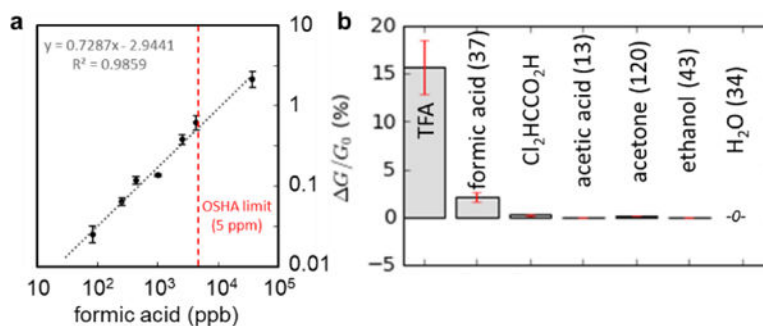 a
y = 0.7287x - 2.9441
R² = 0.9859
10
1
0.1
0.01
ΔG/G₀ (%)
OSHA limit
(5 ppm)
10
10²
10³
10⁴
10⁵
formic acid (ppb)
b
20
15
10
5
0
−5
TFA
formic acid (37)
Cl₂HCCO₂H
acetic acid (13)
acetone (120)
ethanol (43)
H₂O (34)
-0-